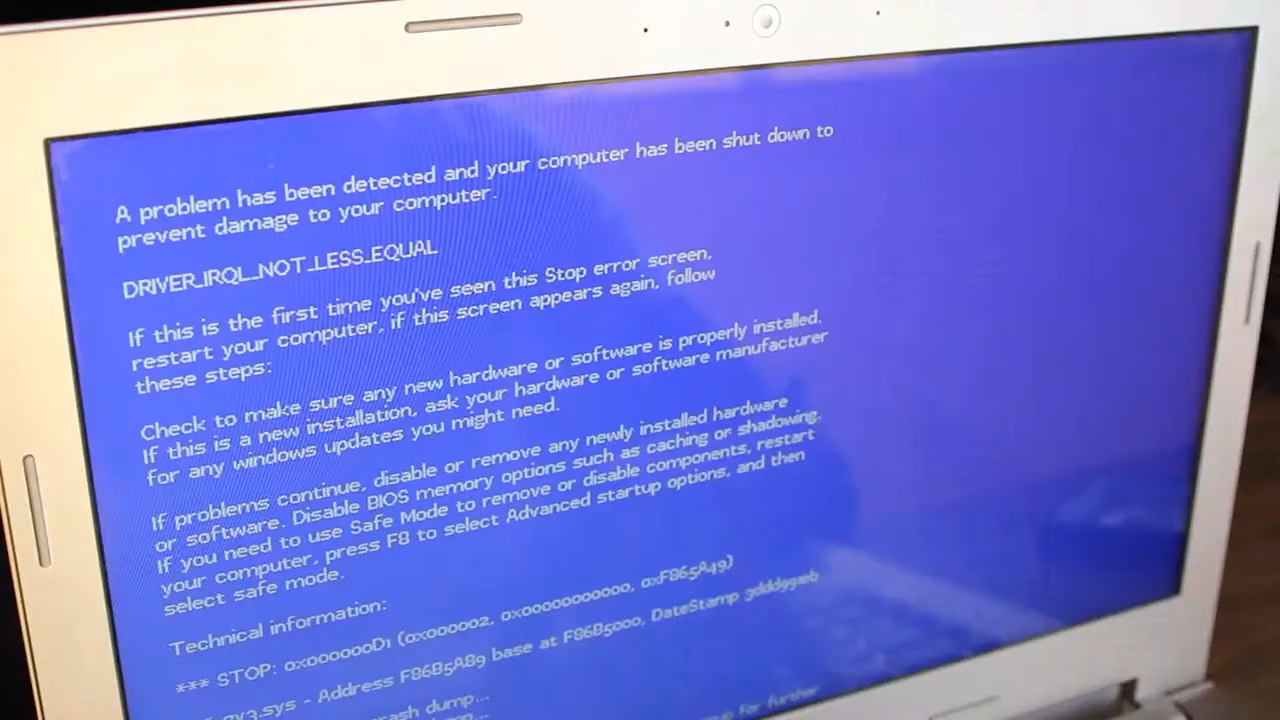 A problem has been detected and your computer has been shut down to
prevent damage to your computer.
DRIVER_IRQL_NOT_LESS_EQUAL
If this is the first time you've seen this Stop error screen,
restart your computer, if this screen appears again, follow
these steps:
Check to make sure any new hardware or software is properly installed.
If this is a new installation, ask your hardware or software manufacturer
for any windows updates you might need.
If problems continue, disable or remove any newly installed hardware
or software. Disable BIOS memory options such as caching or shadowing.
If you need to use Safe Mode to remove or disable components, restart
your computer, press F8 to select Advanced startup options, and then
select safe mode.
Technical information:
*** STOP: 0x000000D1 (0x000002, 0x00000000000, 0xF865A49)
- Address F86B5A89 base at F86B5000, DateStamp
dump...
for further